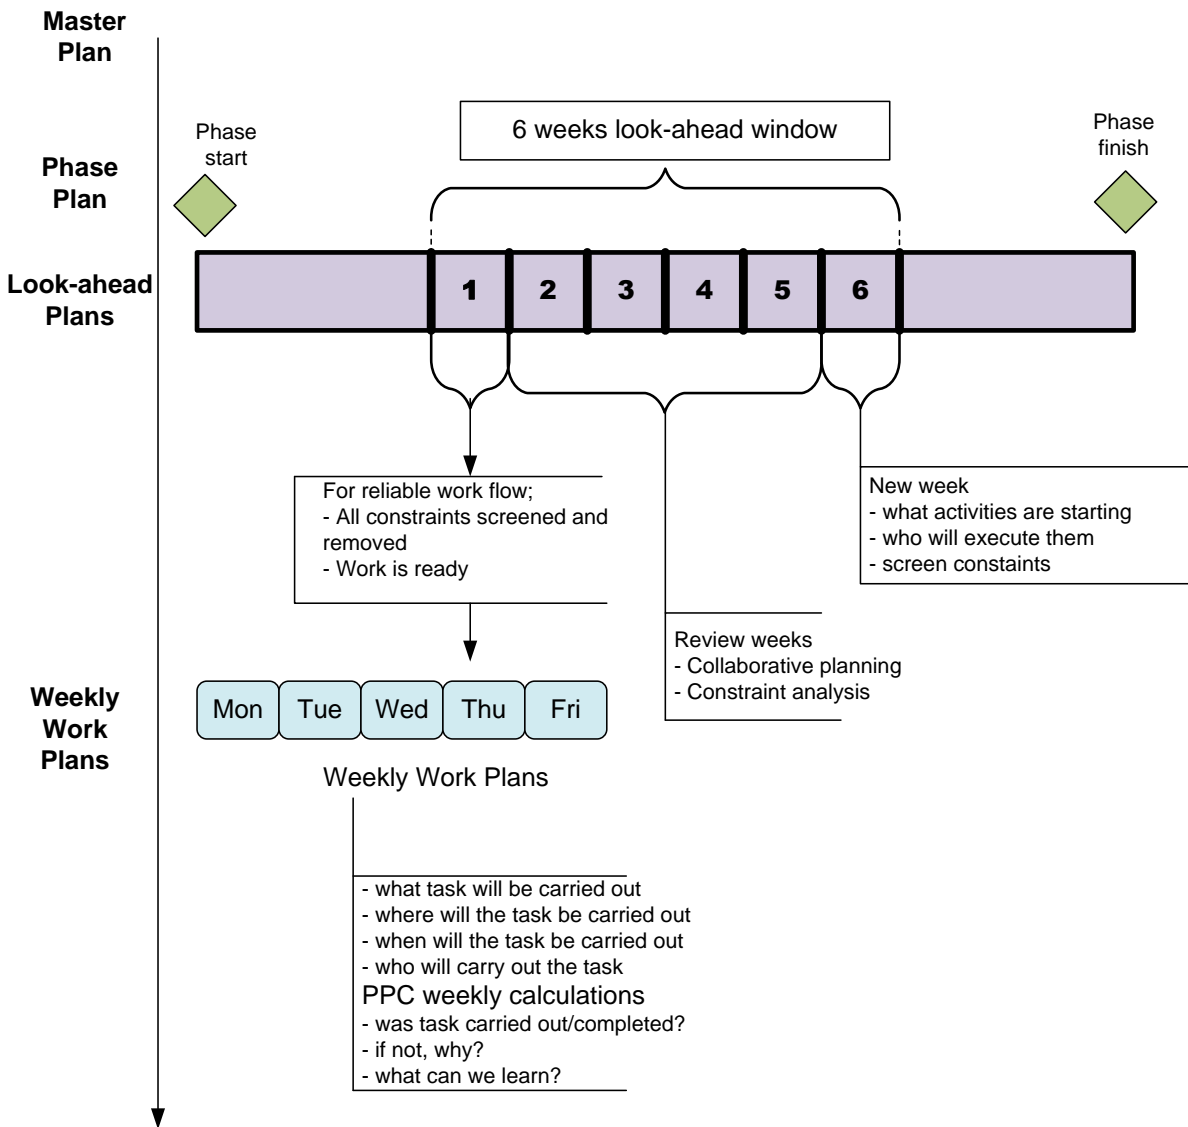 Master
Plan
6 weeks look-ahead window
Phase
start
Phase
finish
Phase
Plan
Look-ahead
Plans
1 2 3 4 5 6
For reliable work flow;
- All constraints screened and
removed
- Work is ready
New week
- what activities are starting
- who will execute them
- screen constaints
Review weeks
- Collaborative planning
- Constraint analysis
Weekly
Work
Plans
Mon Tue Wed Thu Fri
Weekly Work Plans
- what task will be carried out
- where will the task be carried out
- when will the task be carried out
- who will carry out the task
PPC weekly calculations
- was task carried out/completed?
- if not, why?
- what can we learn?